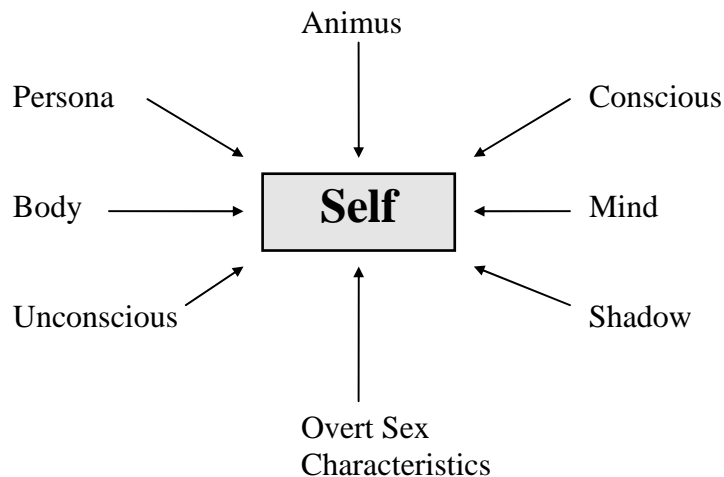 Animus
Persona
Conscious
Body
Self
Mind
Unconscious
Shadow
Overt Sex
Characteristics